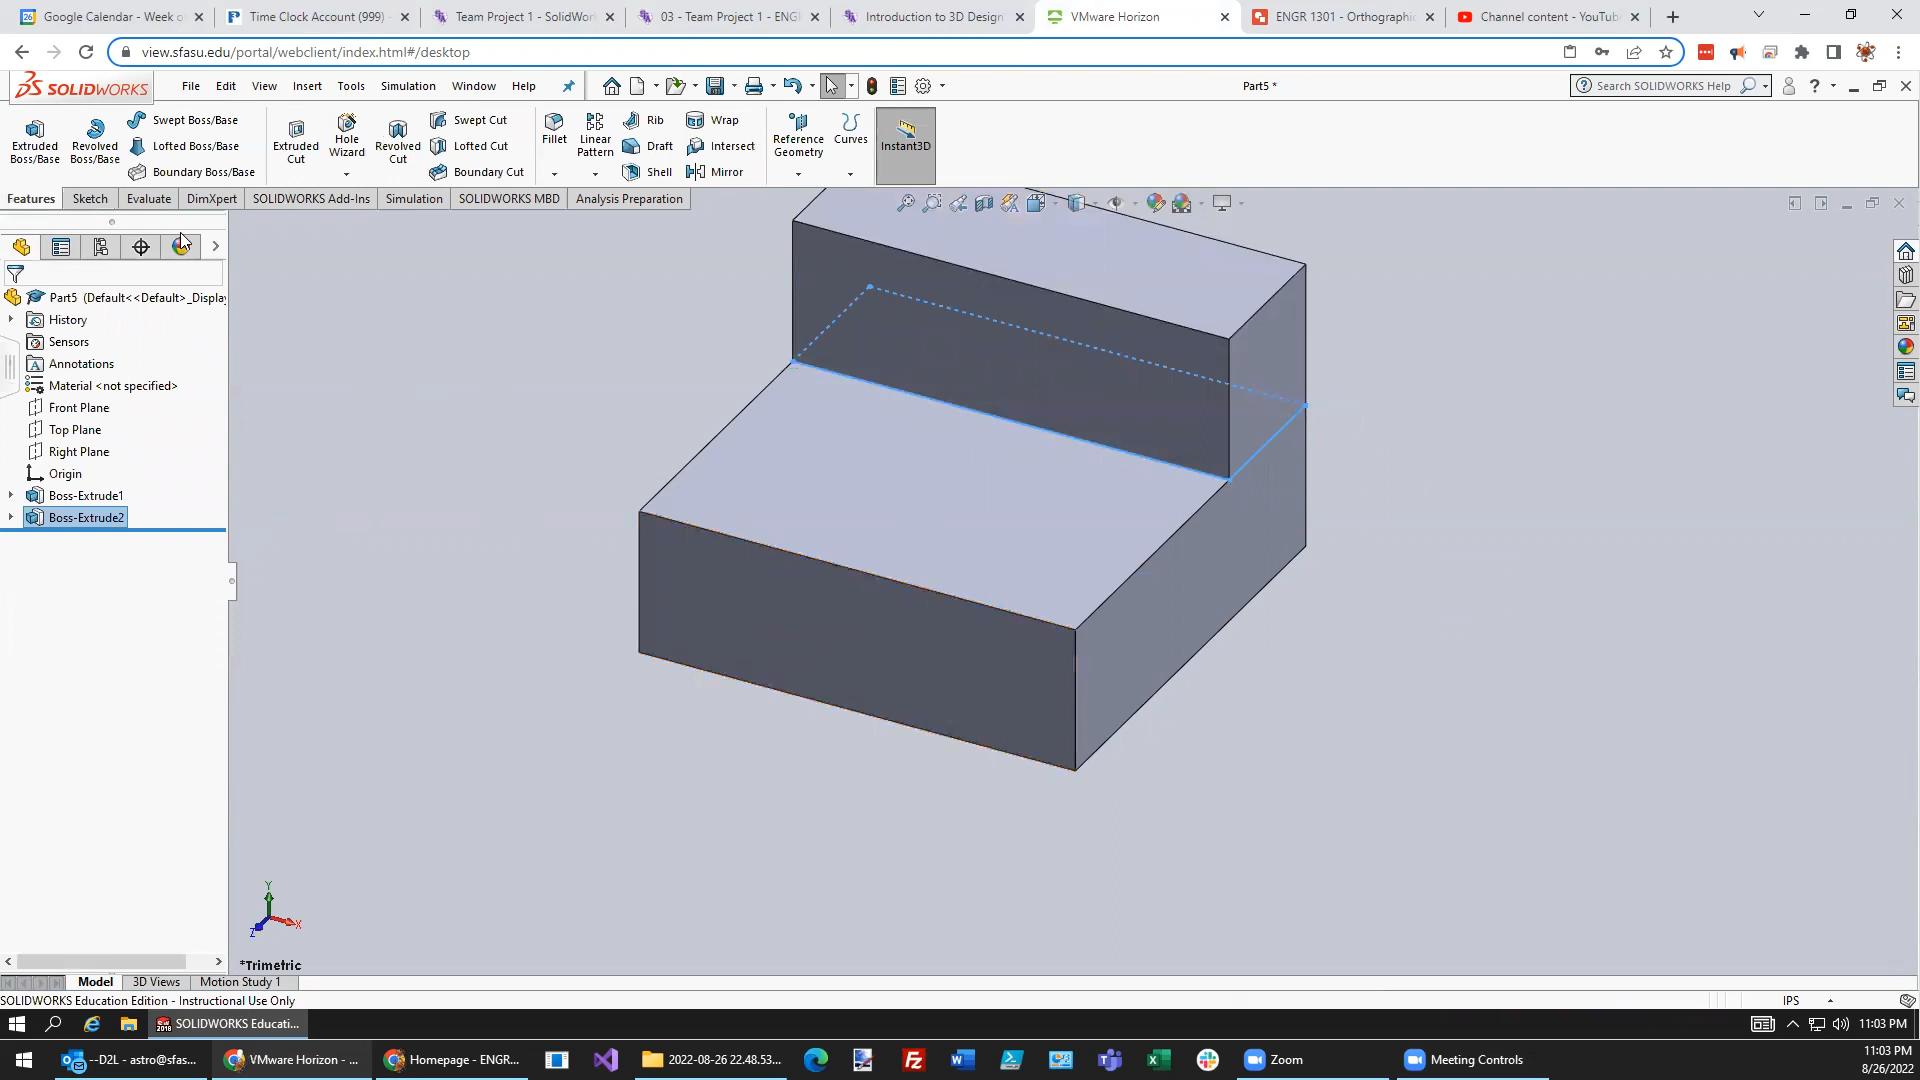 Google Calendar - Week o
Time Clock Account (999) -
Team Project 1 - SolidWor
03 - Team Project 1 - ENGI
Introduction to 3D Design
VMware Horizon
ENGR 1301 - Orthographic
Channel content - YouTube
view.sfasu.edu/portal/webclient/index.html#/desktop
SOLIDWORKS
File
Edit
View
Insert
Tools
Simulation
Window
Help
Part5 *
Search SOLIDWORKS Help
Extruded Boss/Base
Revolved Boss/Base
Swept Boss/Base
Lofted Boss/Base
Boundary Boss/Base
Extruded Cut
Hole Wizard
Revolved Cut
Swept Cut
Lofted Cut
Boundary Cut
Fillet
Linear Pattern
Rib
Draft
Shell
Wrap
Intersect
Mirror
Reference Geometry
Curves
Instant3D
Features
Sketch
Evaluate
DimXpert
SOLIDWORKS Add-Ins
Simulation
SOLIDWORKS MBD
Analysis Preparation
Part5 (Default<<Default>_Display
History
Sensors
Annotations
Material <not specified>
Front Plane
Top Plane
Right Plane
Origin
Boss-Extrude1
Boss-Extrude2
Y
X
Z
*Trimetric
Model
3D Views
Motion Study 1
SOLIDWORKS Education Edition - Instructional Use Only
IPS
SOLIDWORKS Educati...
11:03 PM
--D2L - astro@sfas...
VMware Horizon - ...
Homepage - ENGR...
2022-08-26 22.48.53...
Zoom
Meeting Controls
11:03 PM
8/26/2022